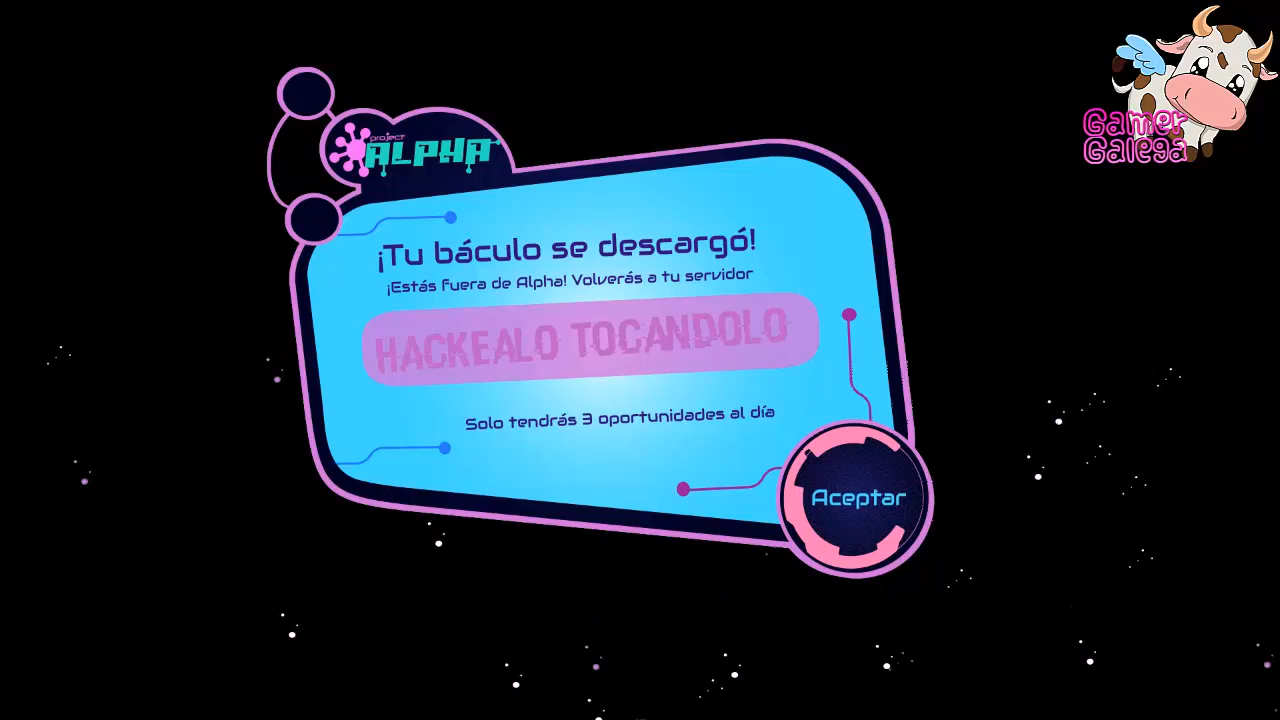 Gamer
Galega
project
ALPHA
¡Tu báculo se descargó!
¡Estás fuera de Alpha! Volverás a tu servidor
HACKEALO TOCANDOLO
Solo tendrás 3 oportunidades al día
Aceptar